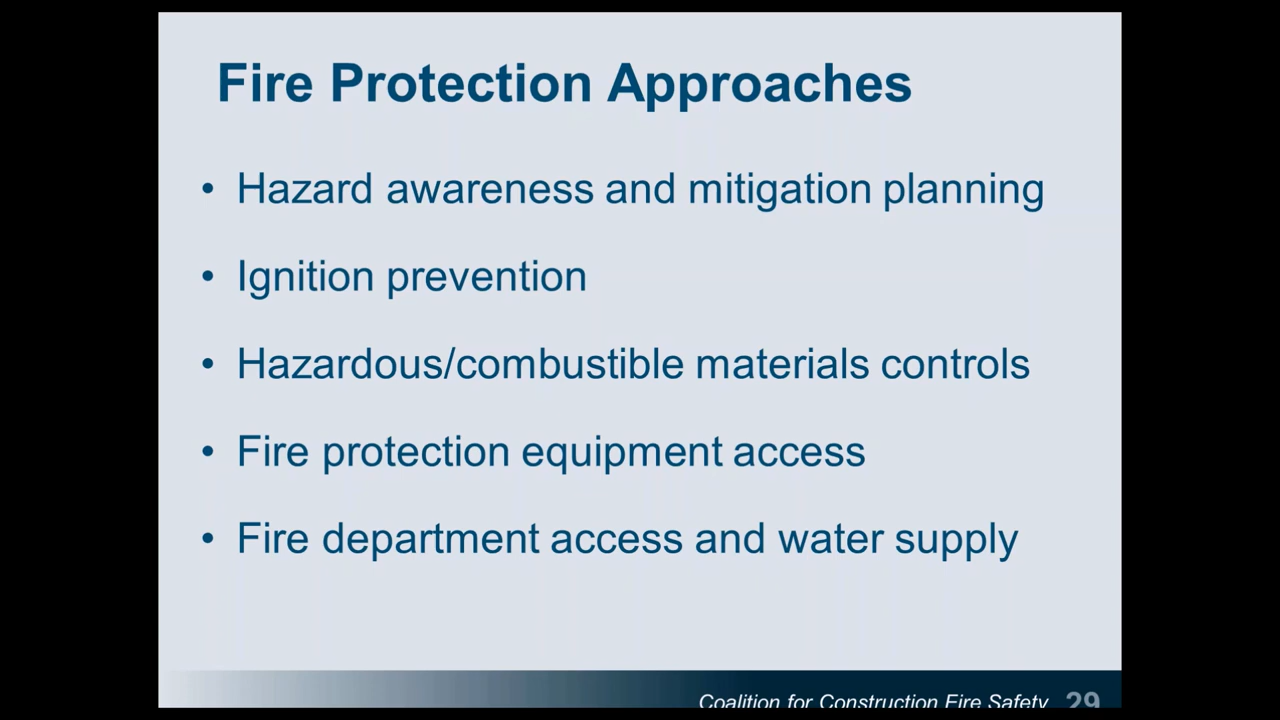 Fire Protection Approaches
• Hazard awareness and mitigation planning
• Ignition prevention
• Hazardous/combustible materials controls
• Fire protection equipment access
• Fire department access and water supply
Coalition for Construction Fire Safety 29